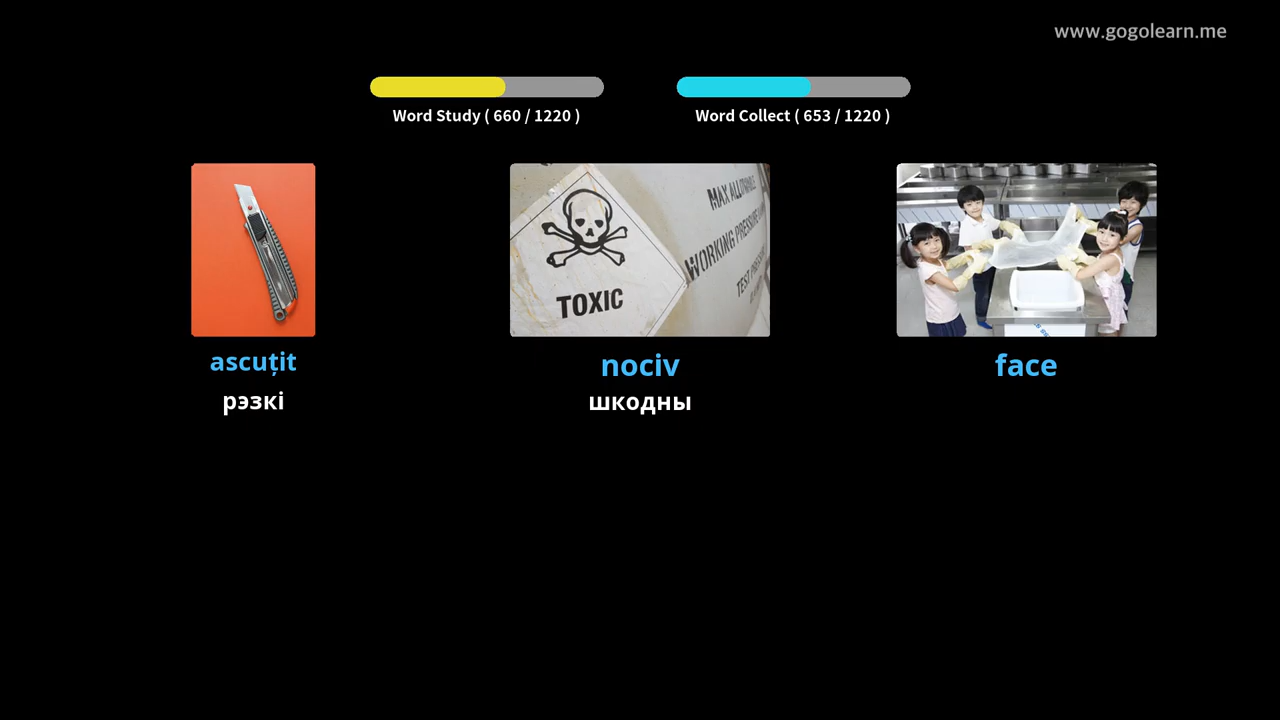 www.gogolearn.me
Word Study ( 660 / 1220 )
Word Collect ( 653 / 1220 )
TOXIC
MAX ALLOWABLE
WORKING PRESSURE
TEST
ascuțit
nociv
face
рэзкі
шкодны